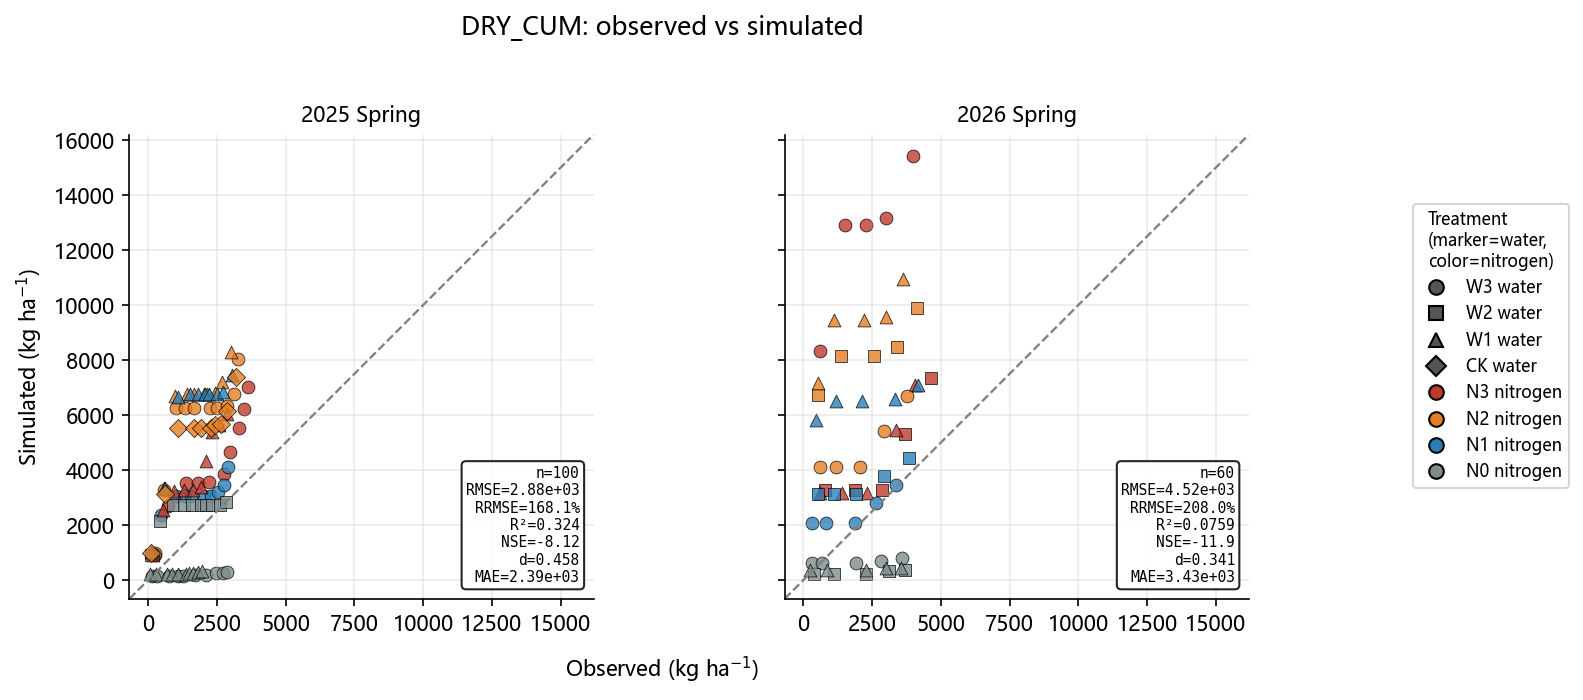 DRY_CUM: observed vs simulated
2025 Spring
2026 Spring
Simulated (kg ha⁻¹)
16000
14000
12000
10000
8000
6000
4000
2000
0
n=100
RMSE=2.88e+03
RRMSE=168.1%
R²=0.324
NSE=-8.12
d=0.458
MAE=2.39e+03
0 2500 5000 7500 10000 12500 15000
n=60
RMSE=4.52e+03
RRMSE=208.0%
R²=0.0759
NSE=-11.9
d=0.341
MAE=3.43e+03
0 2500 5000 7500 10000 12500 15000
Observed (kg ha⁻¹)
Treatment
(marker=water,
color=nitrogen)
W3 water
W2 water
W1 water
CK water
N3 nitrogen
N2 nitrogen
N1 nitrogen
N0 nitrogen